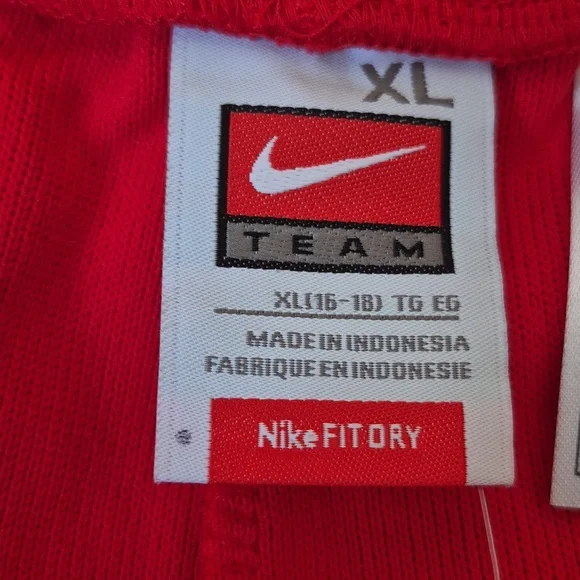 XL
TEAM
XL(16-18) TG EG
MADE IN INDONESIA
FABRIQUE EN INDONESIE
Nike FIT DRY